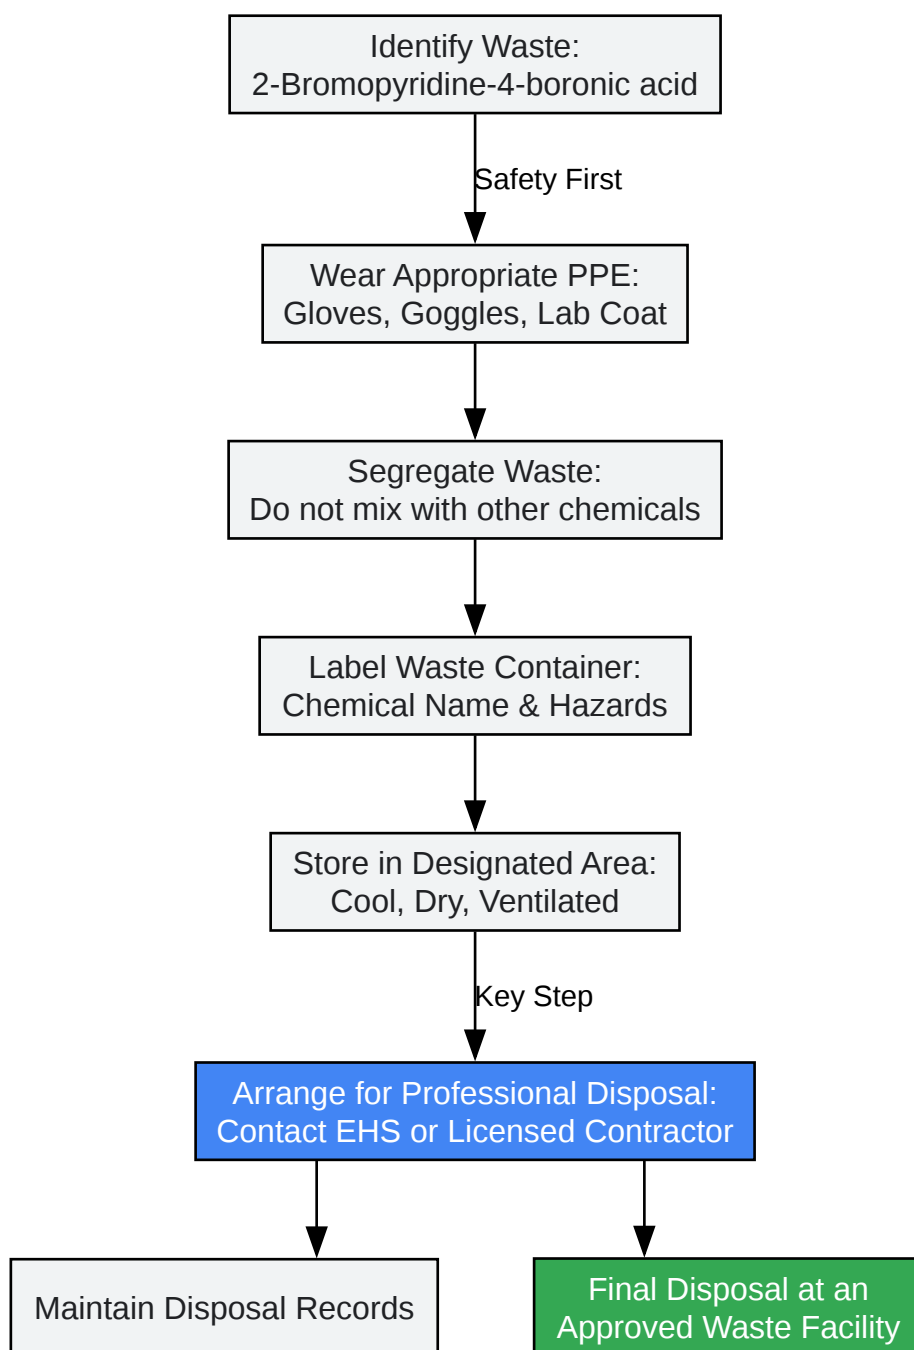 Identify Waste:
2-Bromopyridine-4-boronic acid
Safety First
Wear Appropriate PPE:
Gloves, Goggles, Lab Coat
Segregate Waste:
Do not mix with other chemicals
Label Waste Container:
Chemical Name & Hazards
Store in Designated Area:
Cool, Dry, Ventilated
Key Step
Arrange for Professional Disposal:
Contact EHS or Licensed Contractor
Maintain Disposal Records
Final Disposal at an
Approved Waste Facility